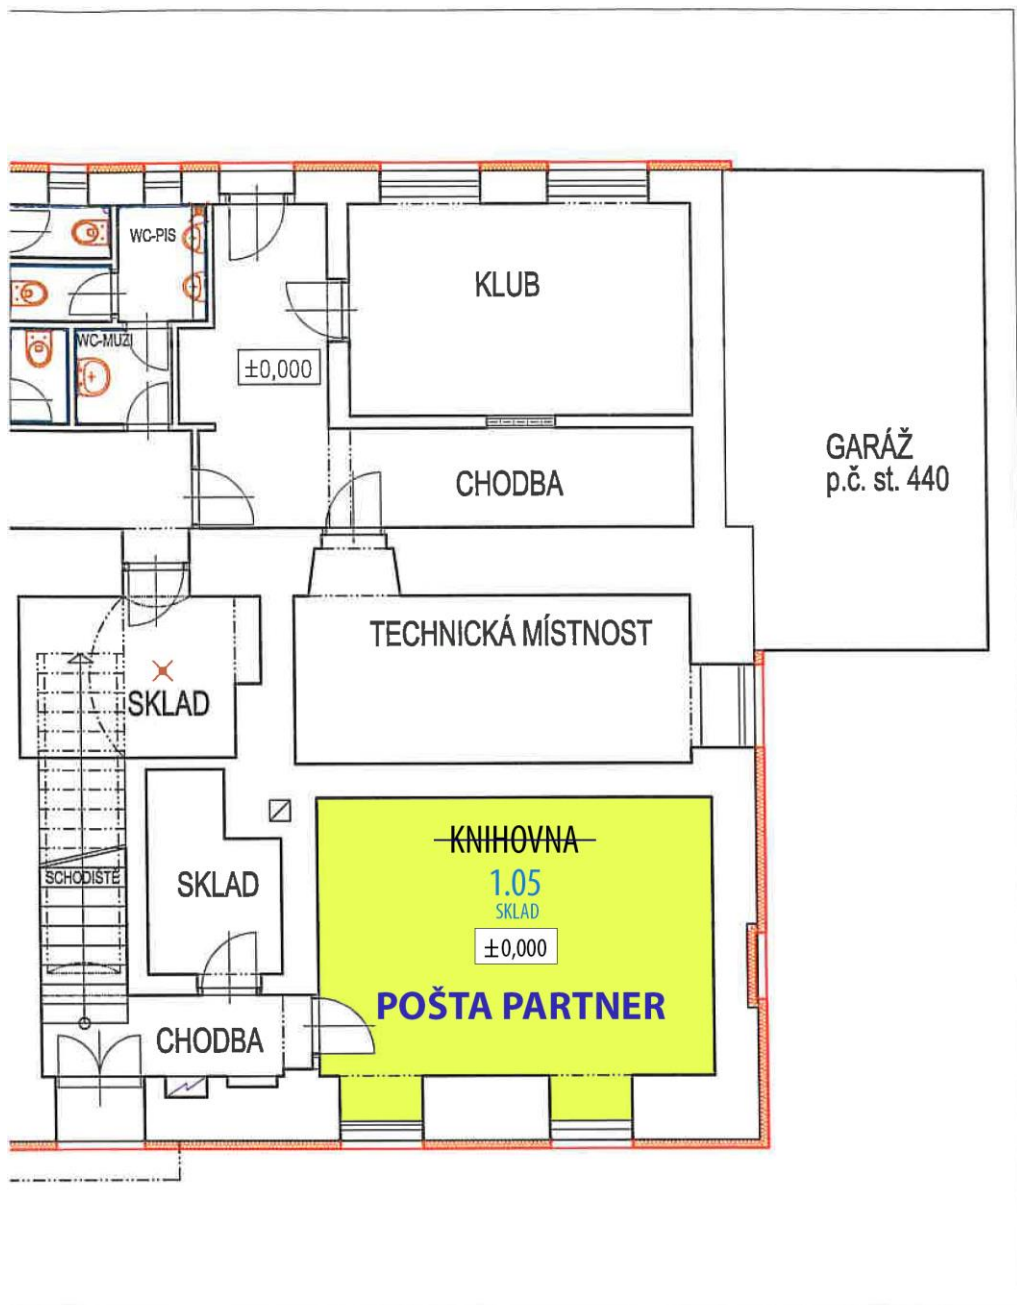 WC-PIS
KLUB
WC-MUZI
±0,000
CHODBA
GARÁŽ
p.č. st. 440
TECHNICKÁ MÍSTNOST
SKLAD
KNIHOVNA
1.05
SKLAD
±0,000
POŠTA PARTNER
SCHODIŠTĚ
SKLAD
CHODBA